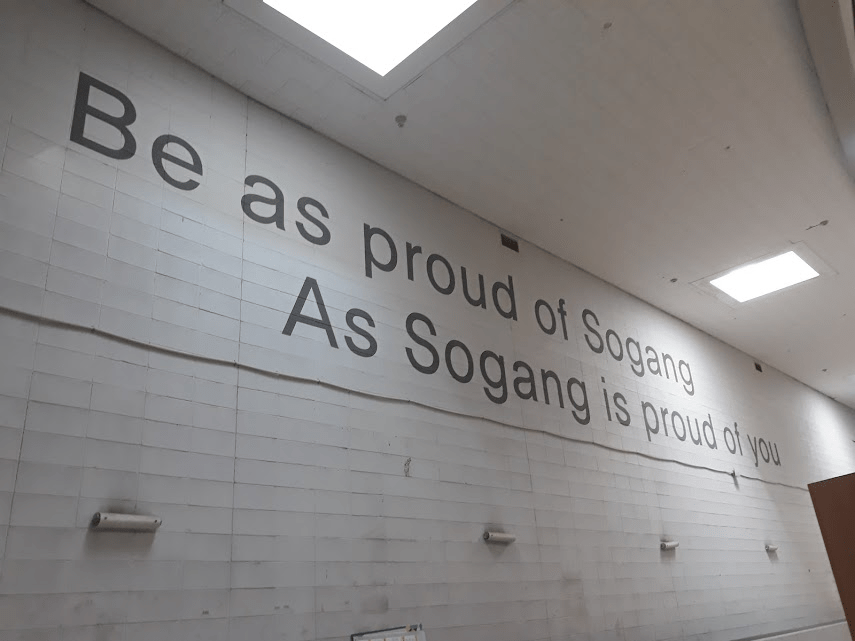 Be as proud of Sogang
As Sogang is proud of you